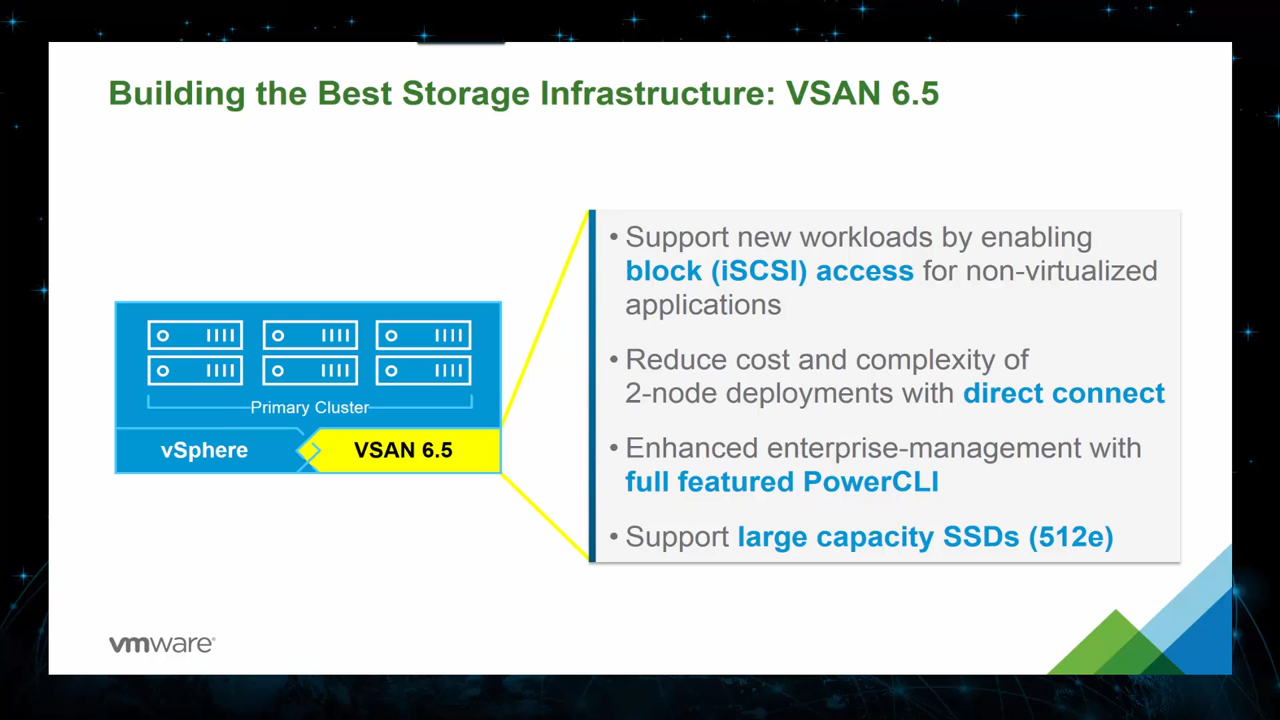 Building the Best Storage Infrastructure: VSAN 6.5
• Support new workloads by enabling
block (iSCSI) access for non-virtualized
applications
• Reduce cost and complexity of
2-node deployments with direct connect
• Enhanced enterprise-management with
full featured PowerCLI
• Support large capacity SSDs (512e)
Primary Cluster
vSphere
VSAN 6.5
vmware®